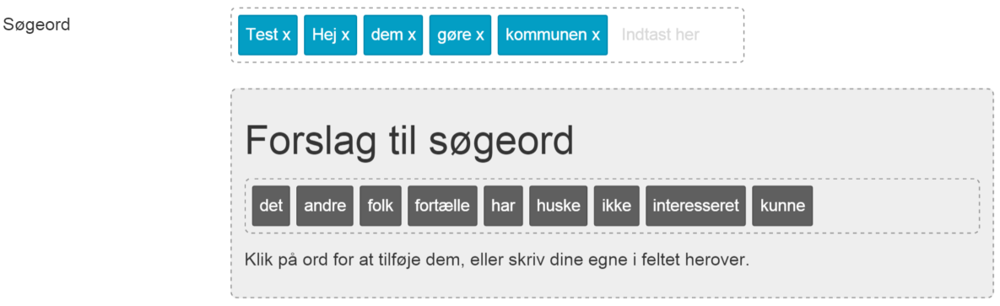 Søgeord
Test x Hej x dem x gøre x kommunen x Indtast her
Forslag til søgeord
det andre folk fortælle har huske ikke interesseret kunne
Klik på ord for at tilføje dem, eller skriv dine egne i feltet herover.